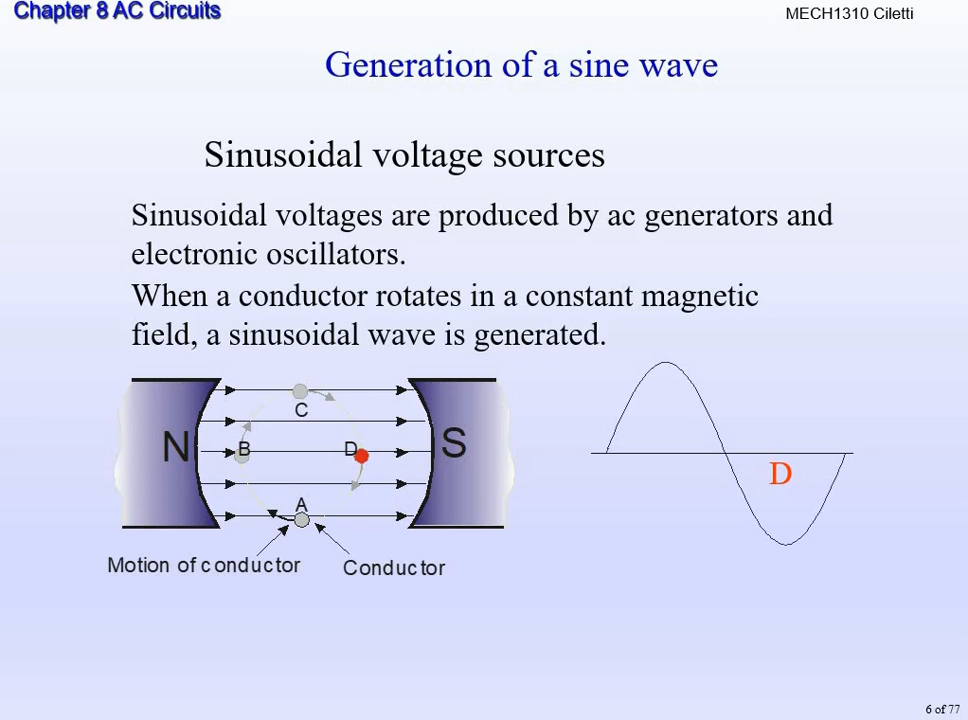 Chapter 8 AC Circuits
MECH1310 Ciletti
Generation of a sine wave
Sinusoidal voltage sources
Sinusoidal voltages are produced by ac generators and
electronic oscillators.
When a conductor rotates in a constant magnetic
field, a sinusoidal wave is generated.
C
N
B
D
S
A
D
Motion of conductor
Conductor
6 of 77